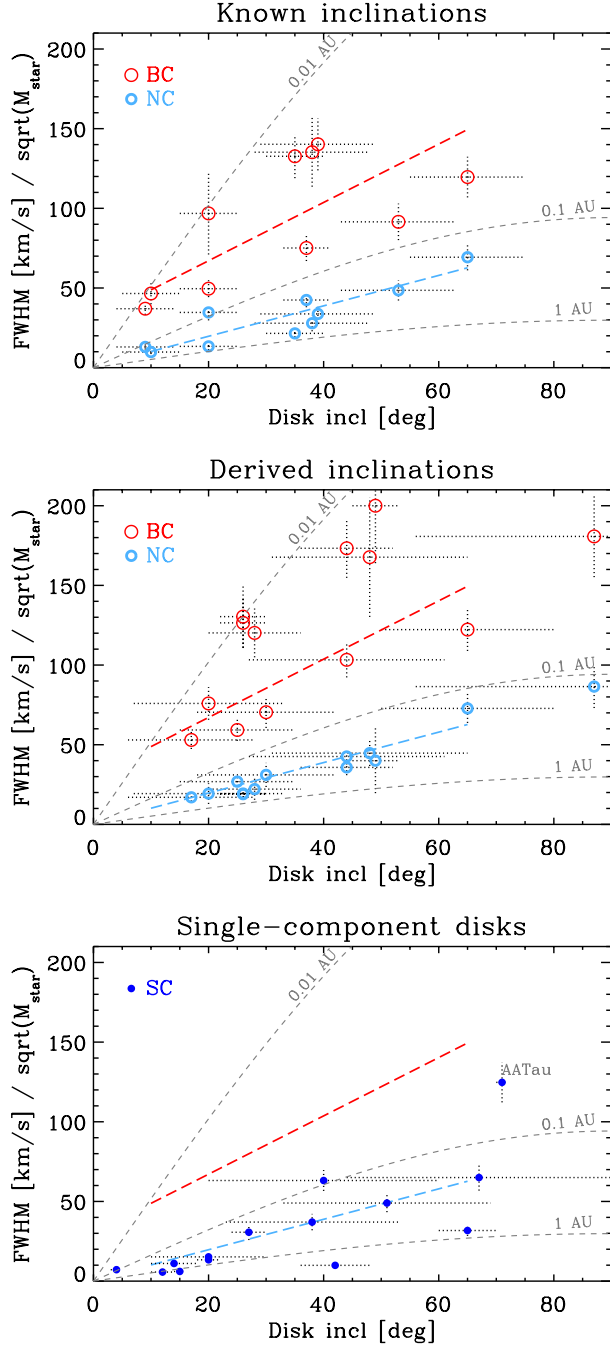 Known inclinations
FWHM [km/s] / sqrt(M_star)
200
150
100
50
0
BC
NC
0.01 AU
0.1 AU
1 AU
0 20 40 60 80
Disk incl [deg]
Derived inclinations
FWHM [km/s] / sqrt(M_star)
200
150
100
50
0
BC
NC
0.01 AU
0.1 AU
1 AU
0 20 40 60 80
Disk incl [deg]
Single-component disks
FWHM [km/s] / sqrt(M_star)
200
150
100
50
0
SC
0.01 AU
AATau
0.1 AU
1 AU
0 20 40 60 80
Disk incl [deg]